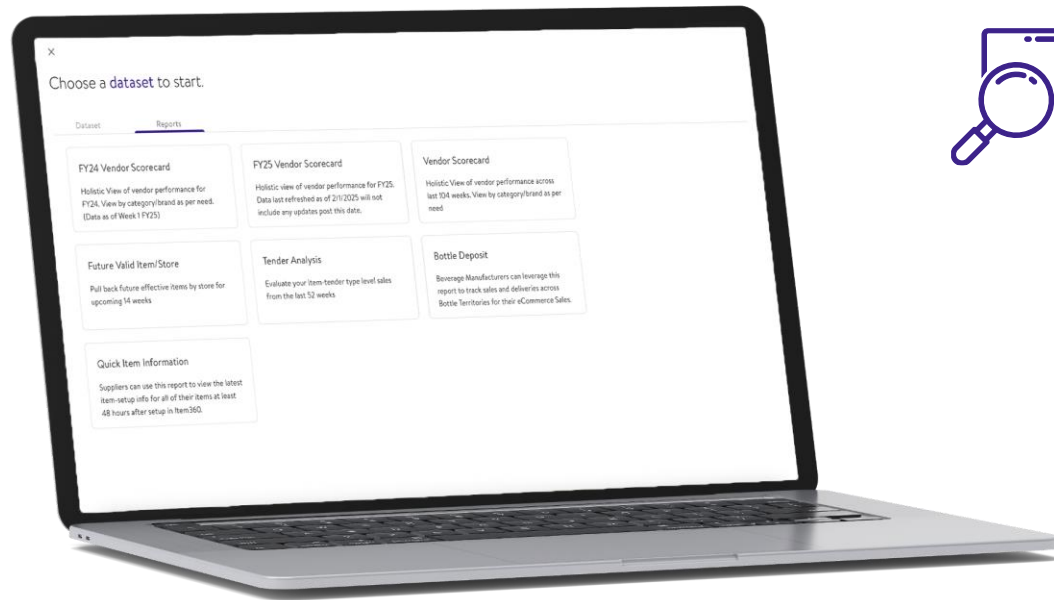 Choose a dataset to start.
Dataset
Reports
FY24 Vendor Scorecard
Holistic View of vendor performance for
FY24. View by category/brand as per need.
(Data as of Week 1 FY25)
FY25 Vendor Scorecard
Holistic view of vendor performance for FY25.
Data last refreshed as of 2/1/2025 will not
include any updates post this date.
Vendor Scorecard
Holistic View of vendor performance across
last 104 weeks. View by category/brand as per
need
Future Valid Item/Store
Pull back future effective items by store for
upcoming 14 weeks
Tender Analysis
Evaluate your item-tender type level sales
from the last 52 weeks
Bottle Deposit
Beverage Manufacturers can leverage this
report to track sales and deliveries across
Bottle Territories for their eCommerce Sales.
Quick Item Information
Suppliers can use this report to view the latest
item-setup info for all of their items at least
48 hours after setup in Item360.